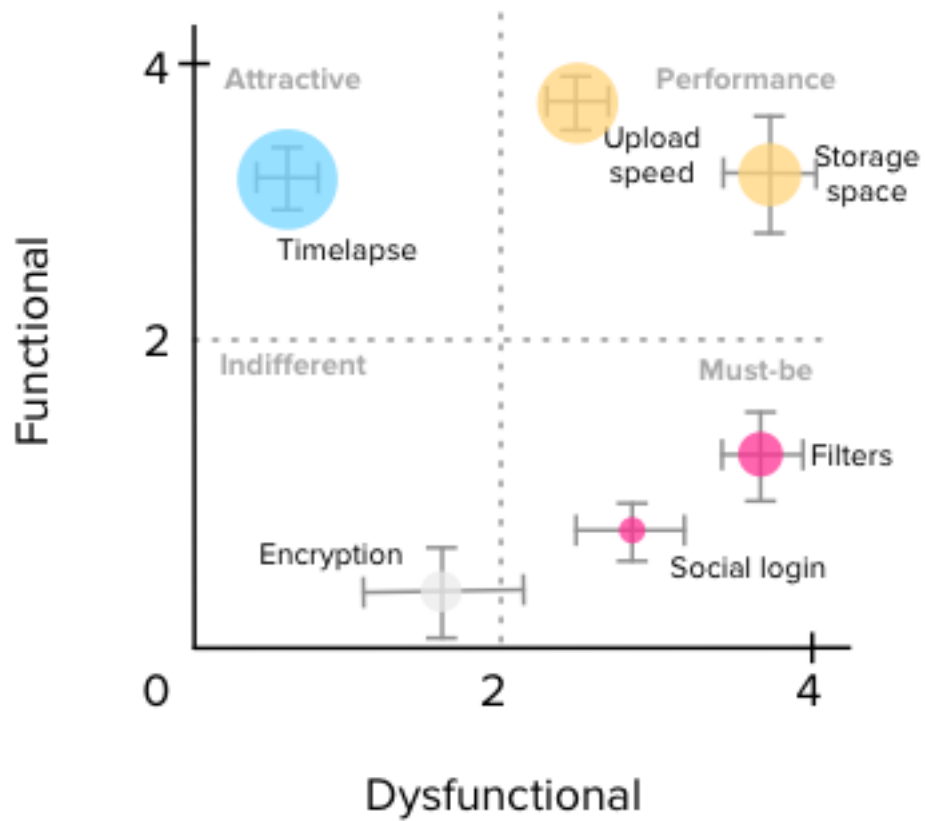 4
Attractive
Performance
Upload
speed
Storage
space
Timelapse
Functional
2
Indifferent
Must-be
Filters
Encryption
Social login
0
2
4
Dysfunctional